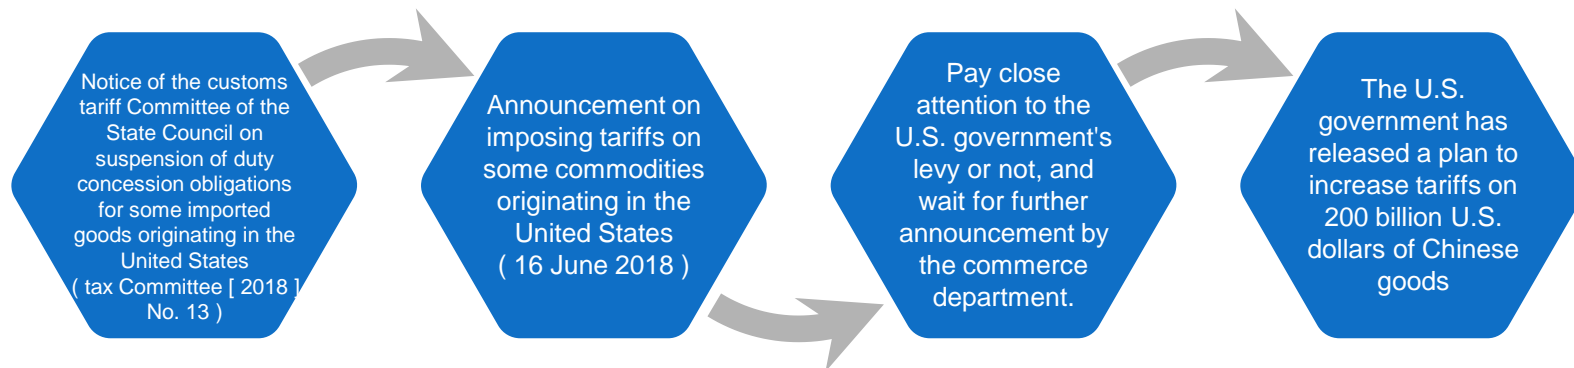 Notice of the customs
tariff Committee of the
State Council on
suspension of duty
concession obligations
for some imported
goods originating in the
United States
( tax Committee [ 2018 ]
No. 13 )
Announcement on
imposing tariffs on
some commodities
originating in the
United States
( 16 June 2018 )
Pay close
attention to the
U.S. government's
levy or not, and
wait for further
announcement by
the commerce
department.
The U.S.
government has
released a plan to
increase tariffs on
200 billion U.S.
dollars of Chinese
goods